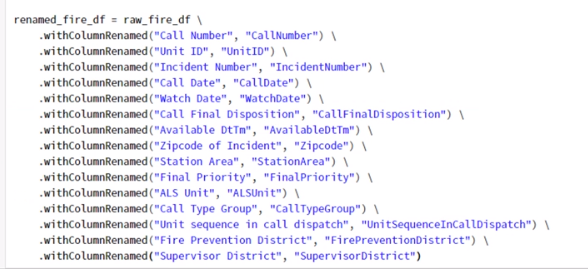 renamed_fire_df = raw_fire_df \
.withColumnRenamed("Call Number", "CallNumber") \
.withColumnRenamed("Unit ID", "UnitID") \
.withColumnRenamed("Incident Number", "IncidentNumber") \
.withColumnRenamed("Call Date", "CallDate") \
.withColumnRenamed("Watch Date", "WatchDate") \
.withColumnRenamed("Call Final Disposition", "CallFinalDisposition") \
.withColumnRenamed("Available DtTm", "AvailableDtTm") \
.withColumnRenamed("Zipcode of Incident", "Zipcode") \
.withColumnRenamed("Station Area", "StationArea") \
.withColumnRenamed("Final Priority", "FinalPriority") \
.withColumnRenamed("ALS Unit", "ALSUnit") \
.withColumnRenamed("Call Type Group", "CallTypeGroup") \
.withColumnRenamed("Unit sequence in call dispatch", "UnitSequenceInCallDispatch") \
.withColumnRenamed("Fire Prevention District", "FirePreventionDistrict") \
.withColumnRenamed("Supervisor District", "SupervisorDistrict")